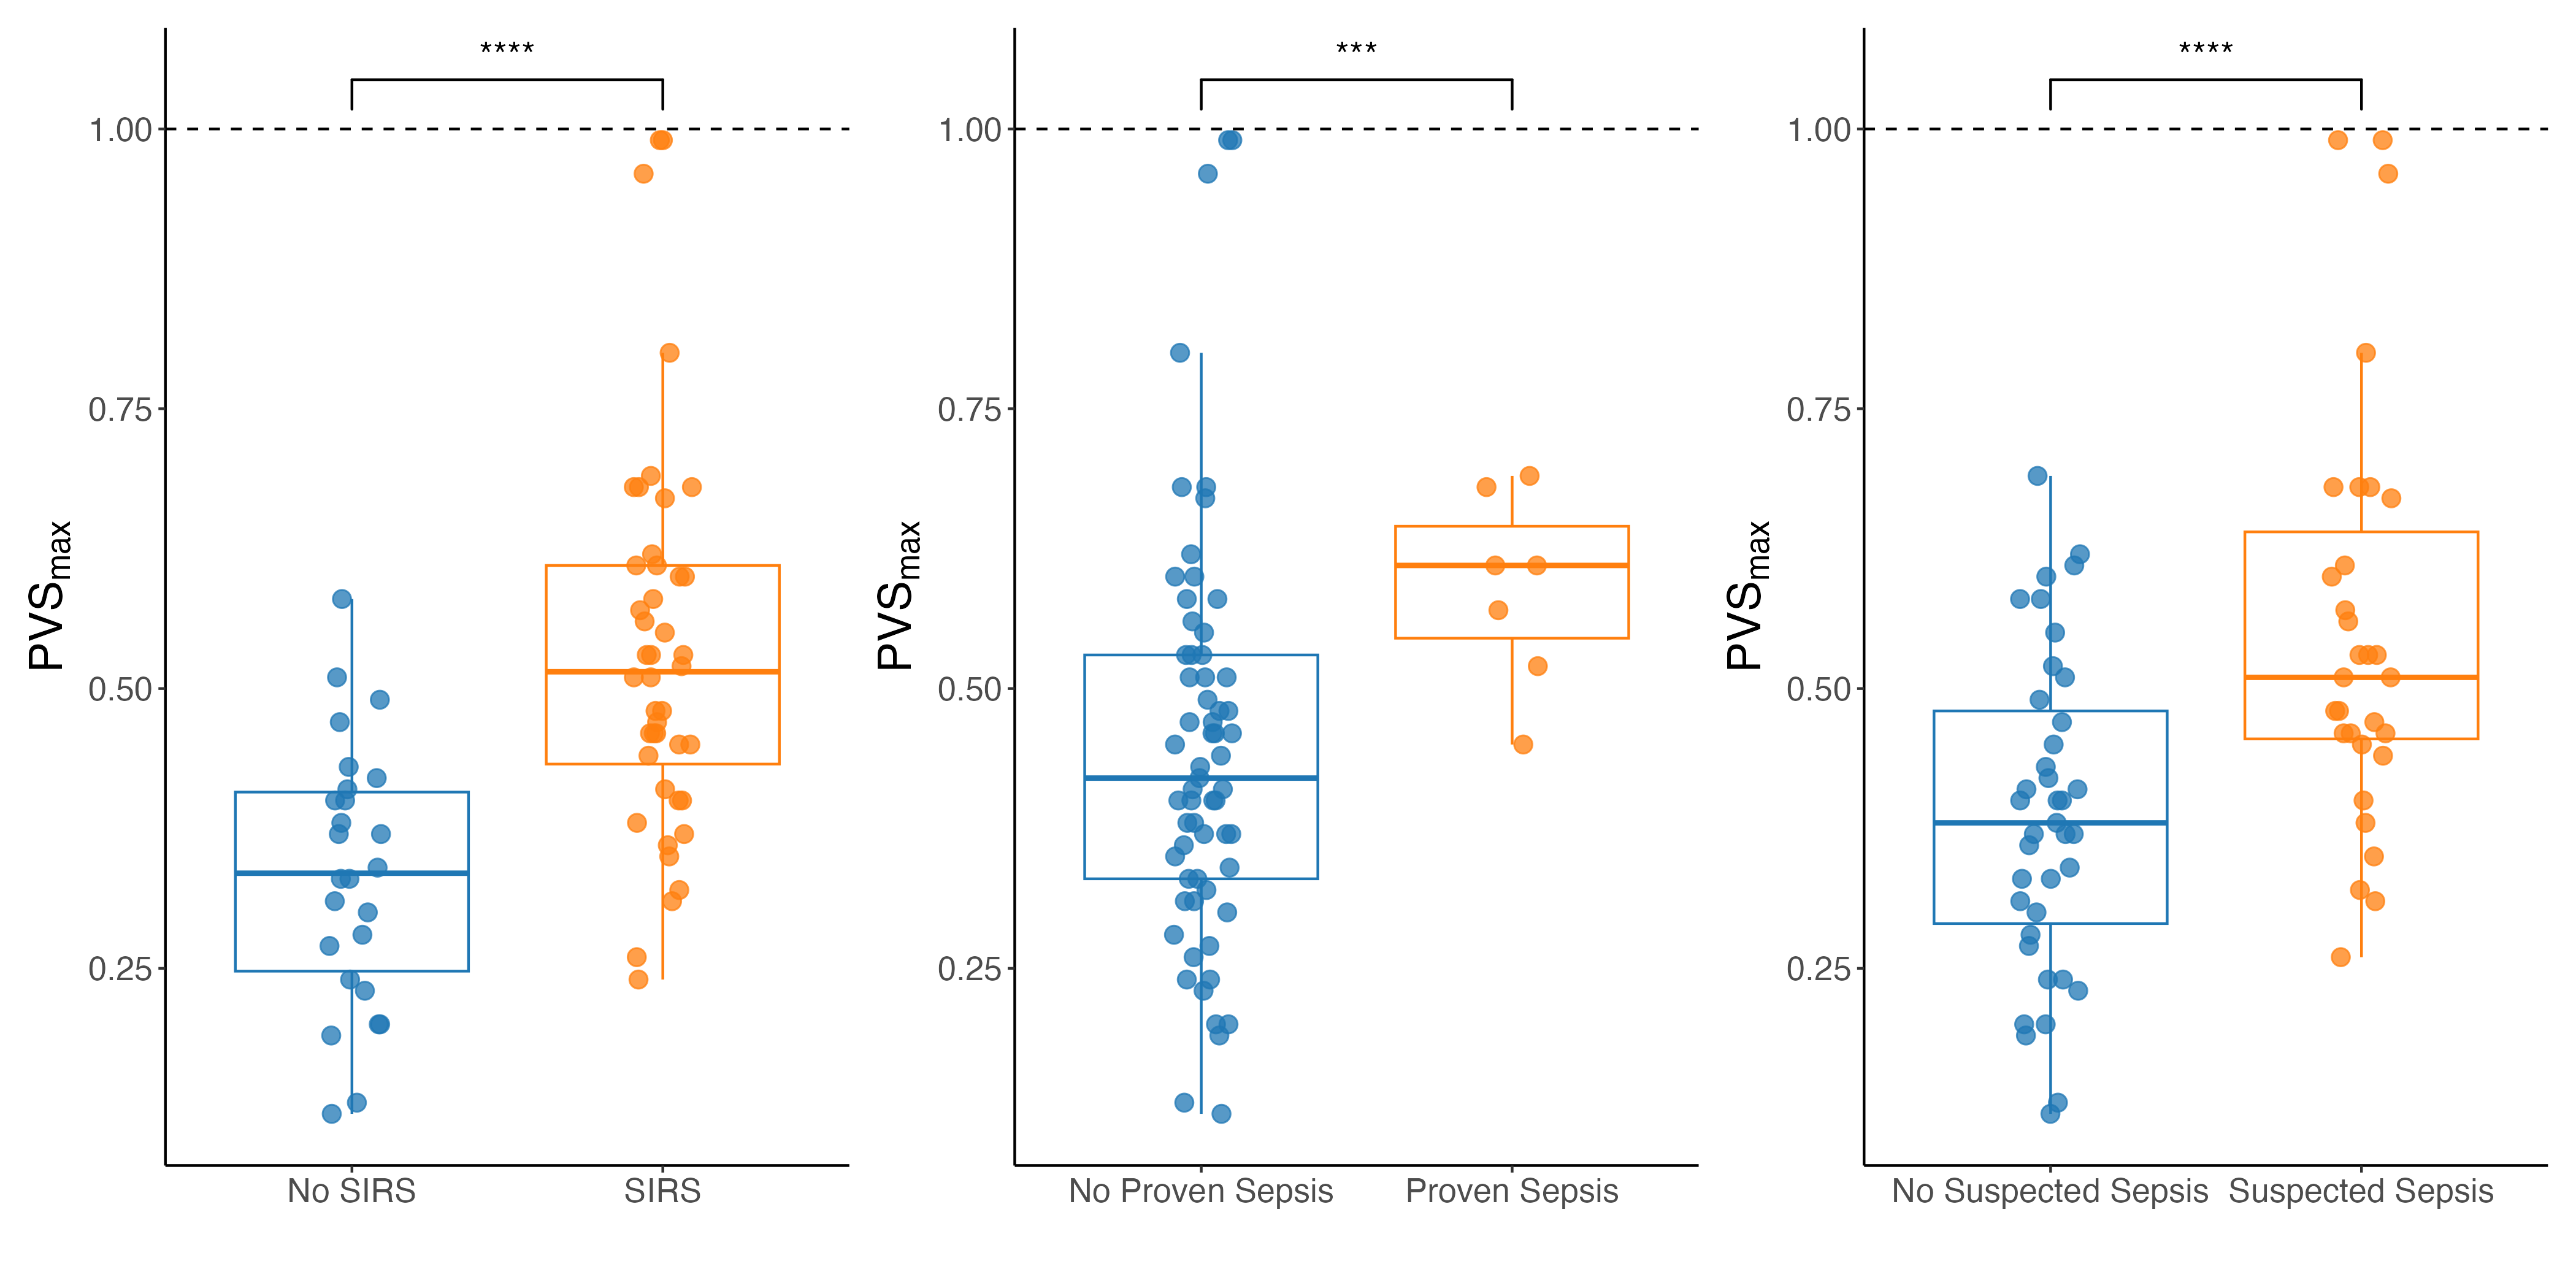 ****
1.00
0.75
0.50
0.25
PVSmax
No SIRS
SIRS
***
1.00
0.75
0.50
0.25
PVSmax
No Proven Sepsis
Proven Sepsis
****
1.00
0.75
0.50
0.25
PVSmax
No Suspected Sepsis
Suspected Sepsis